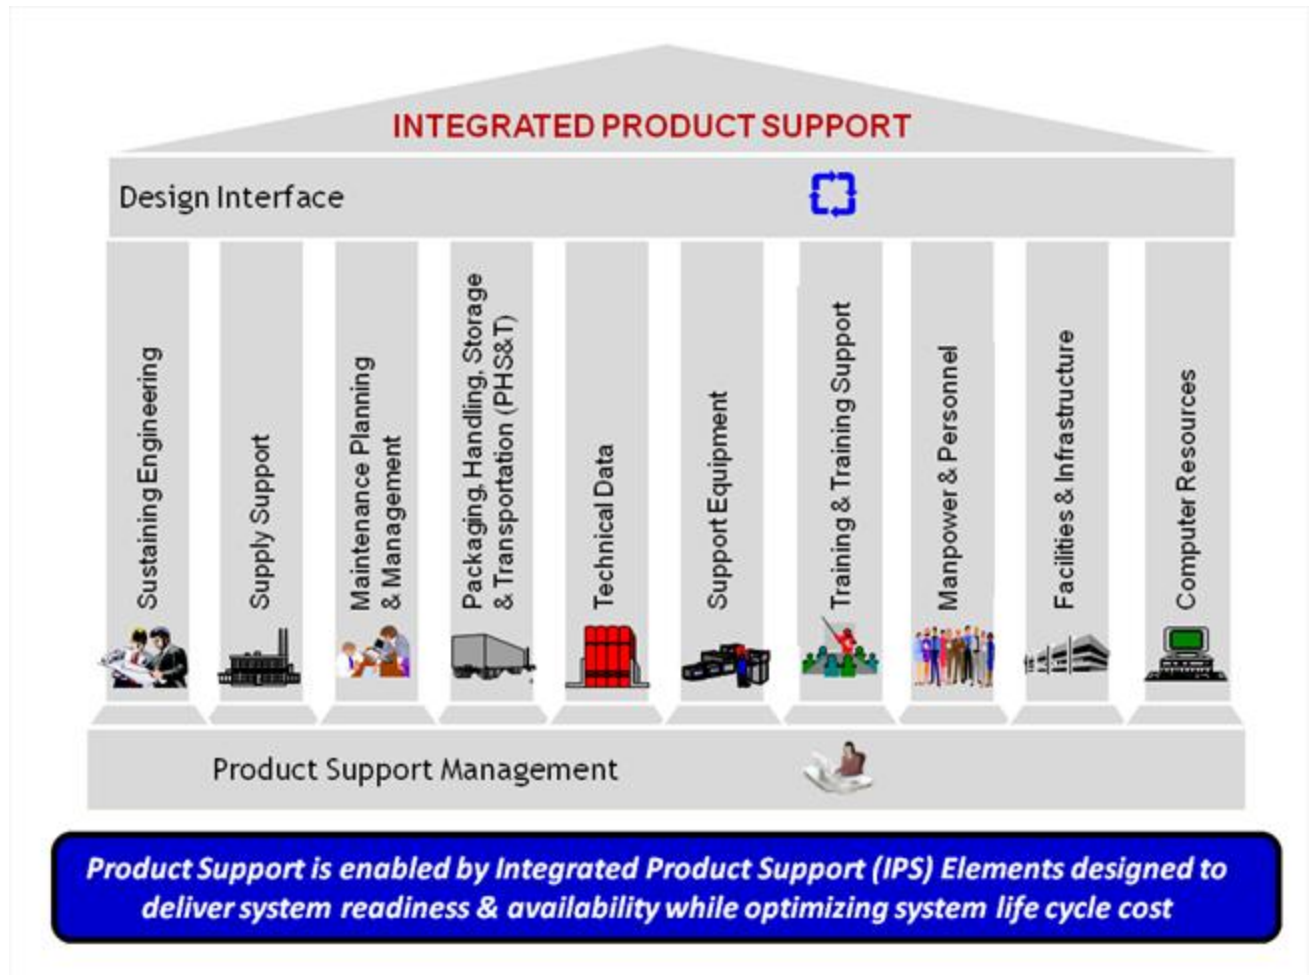 INTEGRATED PRODUCT SUPPORT
Design Interface
Sustaining Engineering
Supply Support
Maintenance Planning
& Management
Packaging, Handling, Storage
& Transportation (PHS&T)
Technical Data
Support Equipment
Training & Training Support
Manpower & Personnel
Facilities & Infrastructure
Computer Resources
Product Support Management
Product Support is enabled by Integrated Product Support (IPS) Elements designed to
deliver system readiness & availability while optimizing system life cycle cost